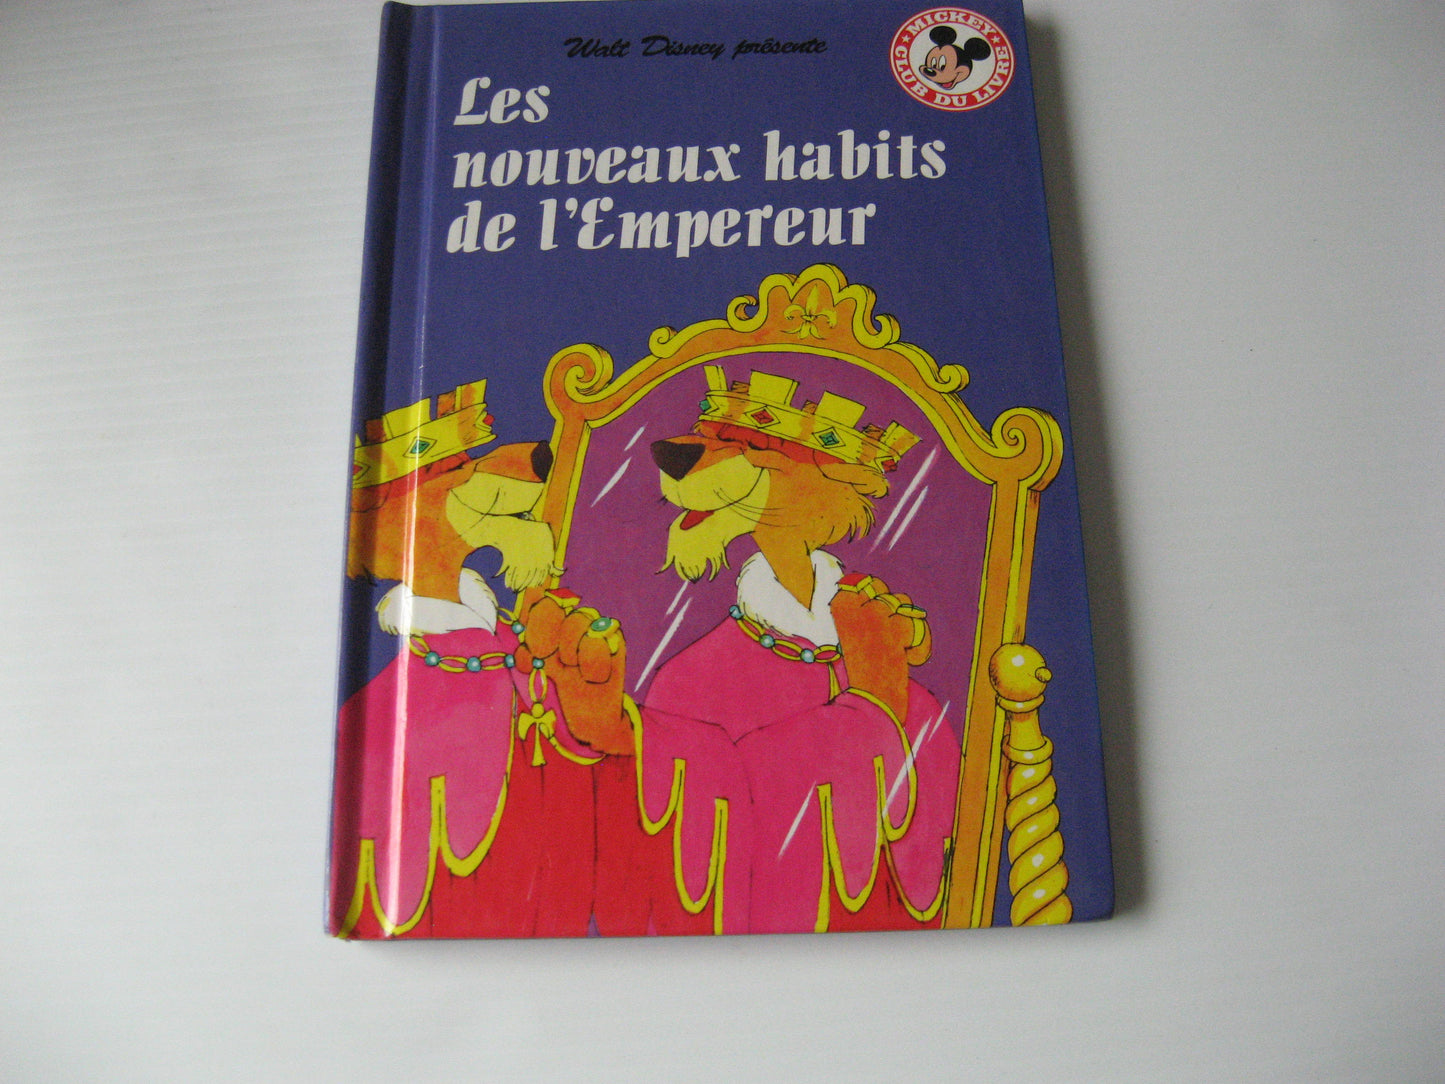 Walt Disney présente
MICKEY
CLUB DU LIVRE
Les
nouveaux habits
de l'Empereur